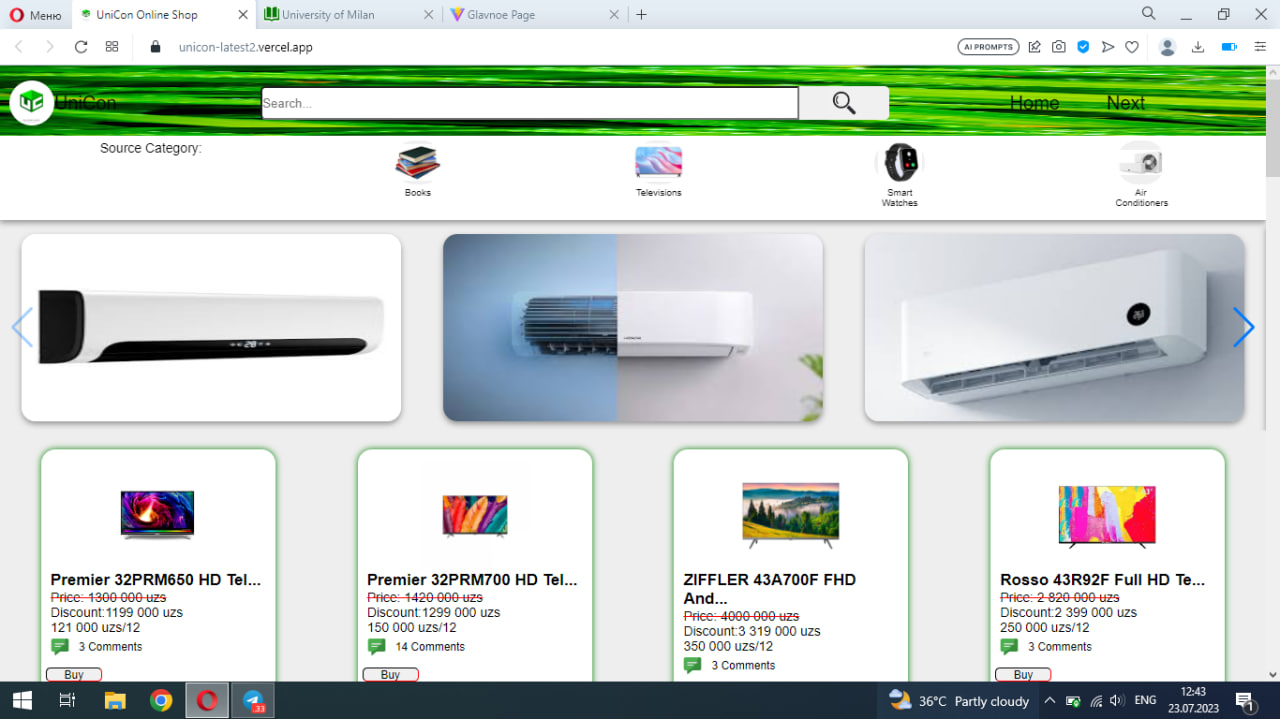 Меню
UniCon Online Shop
University of Milan
Glavnoe Page
unicon-latest2.vercel.app
AI PROMPTS
UniCon
Search...
Home
Next
Source Category:
Books
Televisions
Smart
Watches
Air
Conditioners
Premier 32PRM650 HD Tel...
Price: 1300 000 uzs
Discount:1199 000 uzs
121 000 uzs/12
3 Comments
Buy
Premier 32PRM700 HD Tel...
Price: 1420 000 uzs
Discount:1299 000 uzs
150 000 uzs/12
14 Comments
Buy
ZIFFLER 43A700F FHD
And...
Price: 4000 000 uzs
Discount:3 319 000 uzs
350 000 uzs/12
3 Comments
Rosso 43R92F Full HD Te...
Price: 2 820 000 uzs
Discount:2 399 000 uzs
250 000 uzs/12
3 Comments
Buy
33
36°C Partly cloudy
ENG
12:43
23.07.2023
1